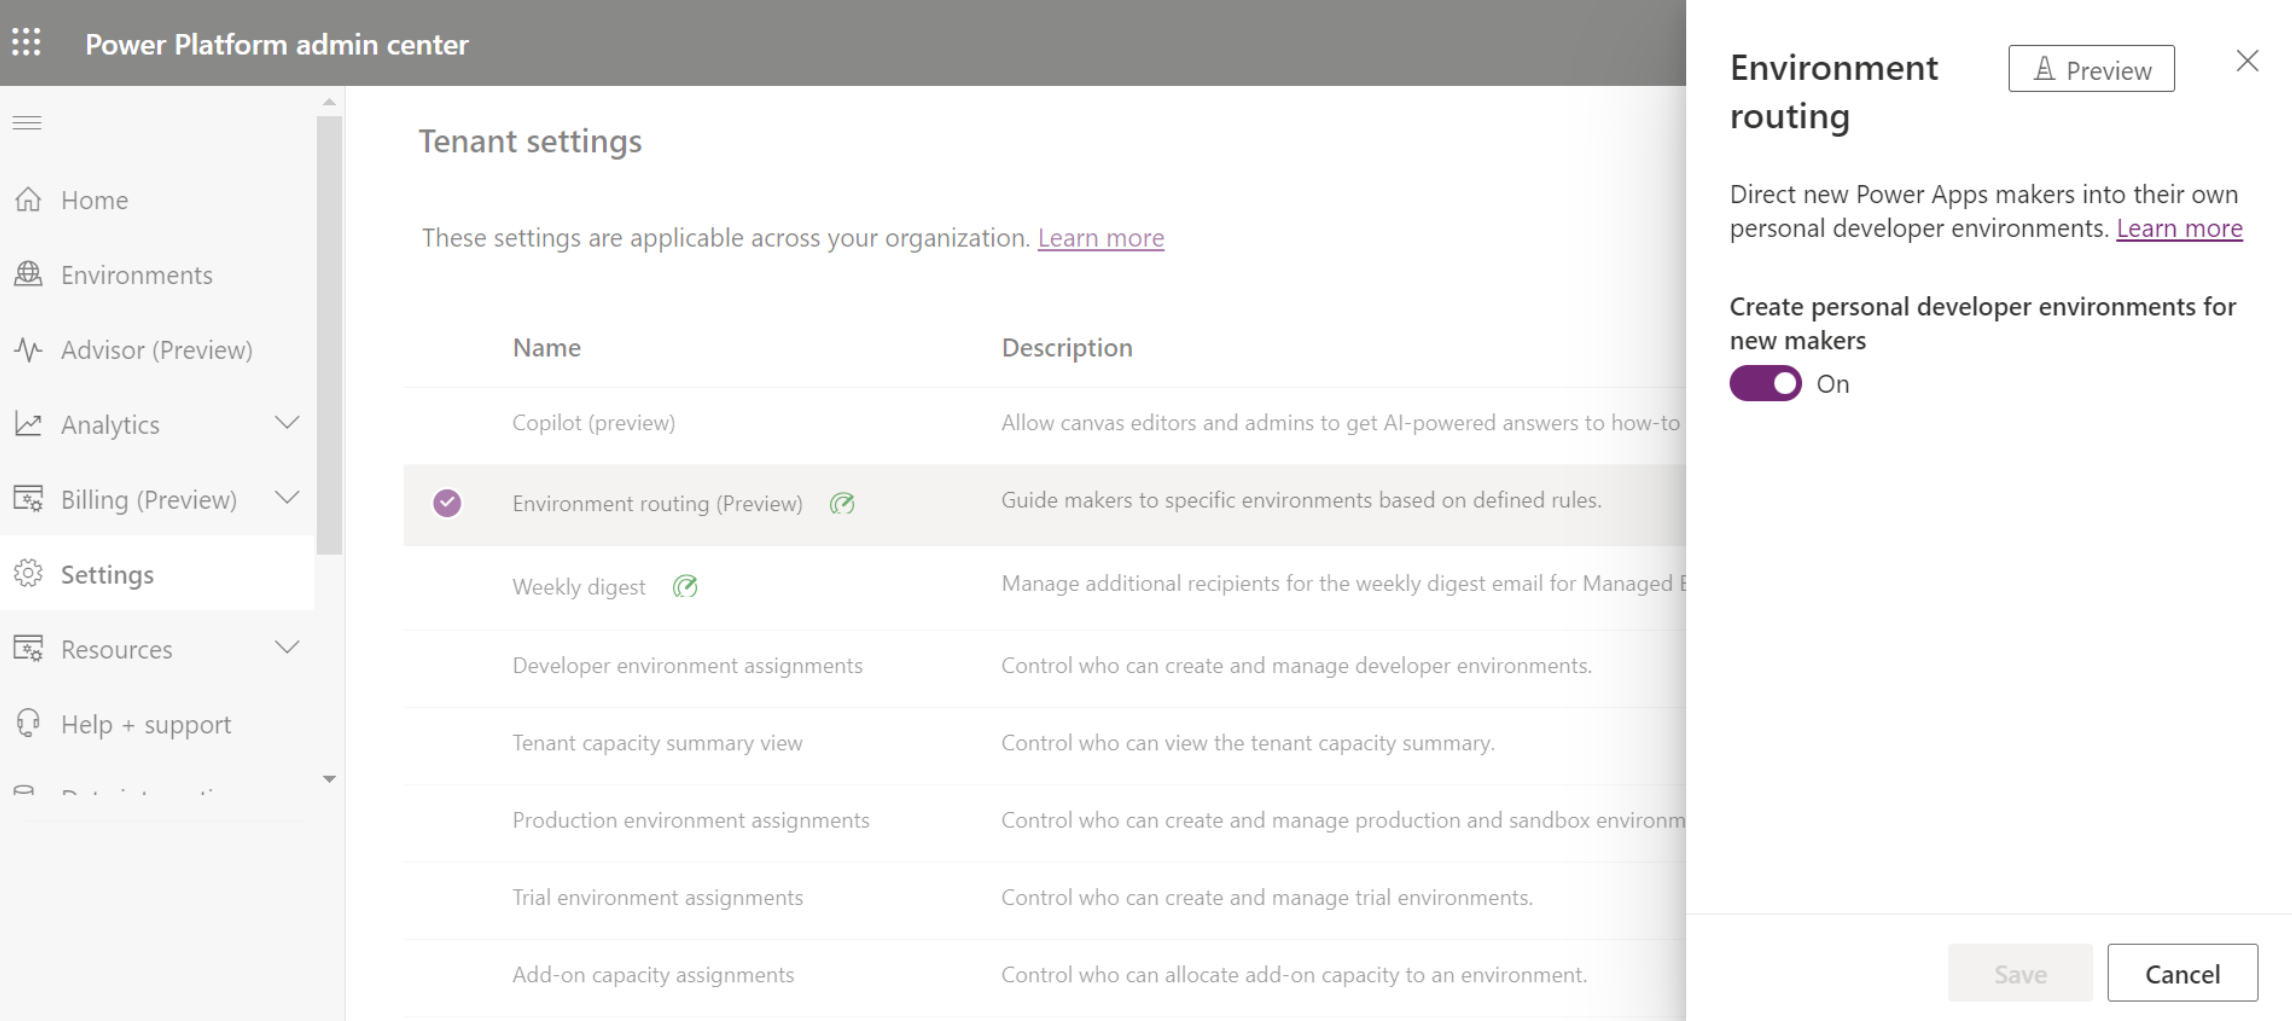 Power Platform admin center
Home
Environments
Advisor (Preview)
Analytics
Billing (Preview)
Settings
Resources
Help + support
Tenant settings
These settings are applicable across your organization. Learn more
Name Description
Copilot (preview) Allow canvas editors and admins to get AI-powered answers to how-to
Environment routing (Preview) Guide makers to specific environments based on defined rules.
Weekly digest Manage additional recipients for the weekly digest email for Managed
Developer environment assignments Control who can create and manage developer environments.
Tenant capacity summary view Control who can view the tenant capacity summary.
Production environment assignments Control who can create and manage production and sandbox environm
Trial environment assignments Control who can create and manage trial environments.
Add-on capacity assignments Control who can allocate add-on capacity to an environment.
Environment
routing
Preview
Direct new Power Apps makers into their own
personal developer environments. Learn more
Create personal developer environments for
new makers
On
Save Cancel